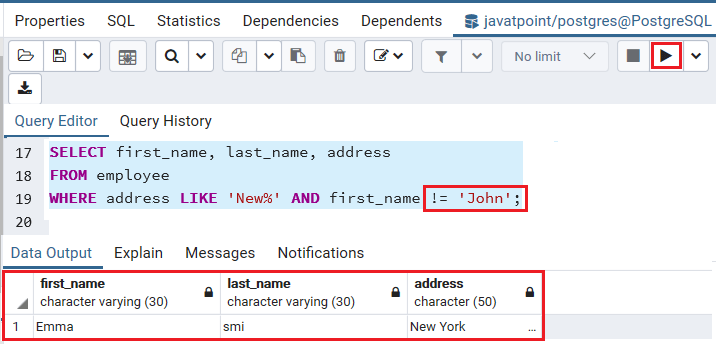 Properties SQL Statistics Dependencies Dependents javatpoint/postgres@PostgreSQL
No limit
Query Editor Query History
17 SELECT first_name, last_name, address
18 FROM employee
19 WHERE address LIKE 'New%' AND first_name != 'John';
20
Data Output Explain Messages Notifications
first_name last_name address
character varying (30) character varying (30) character (50)
1 Emma smi New York ...